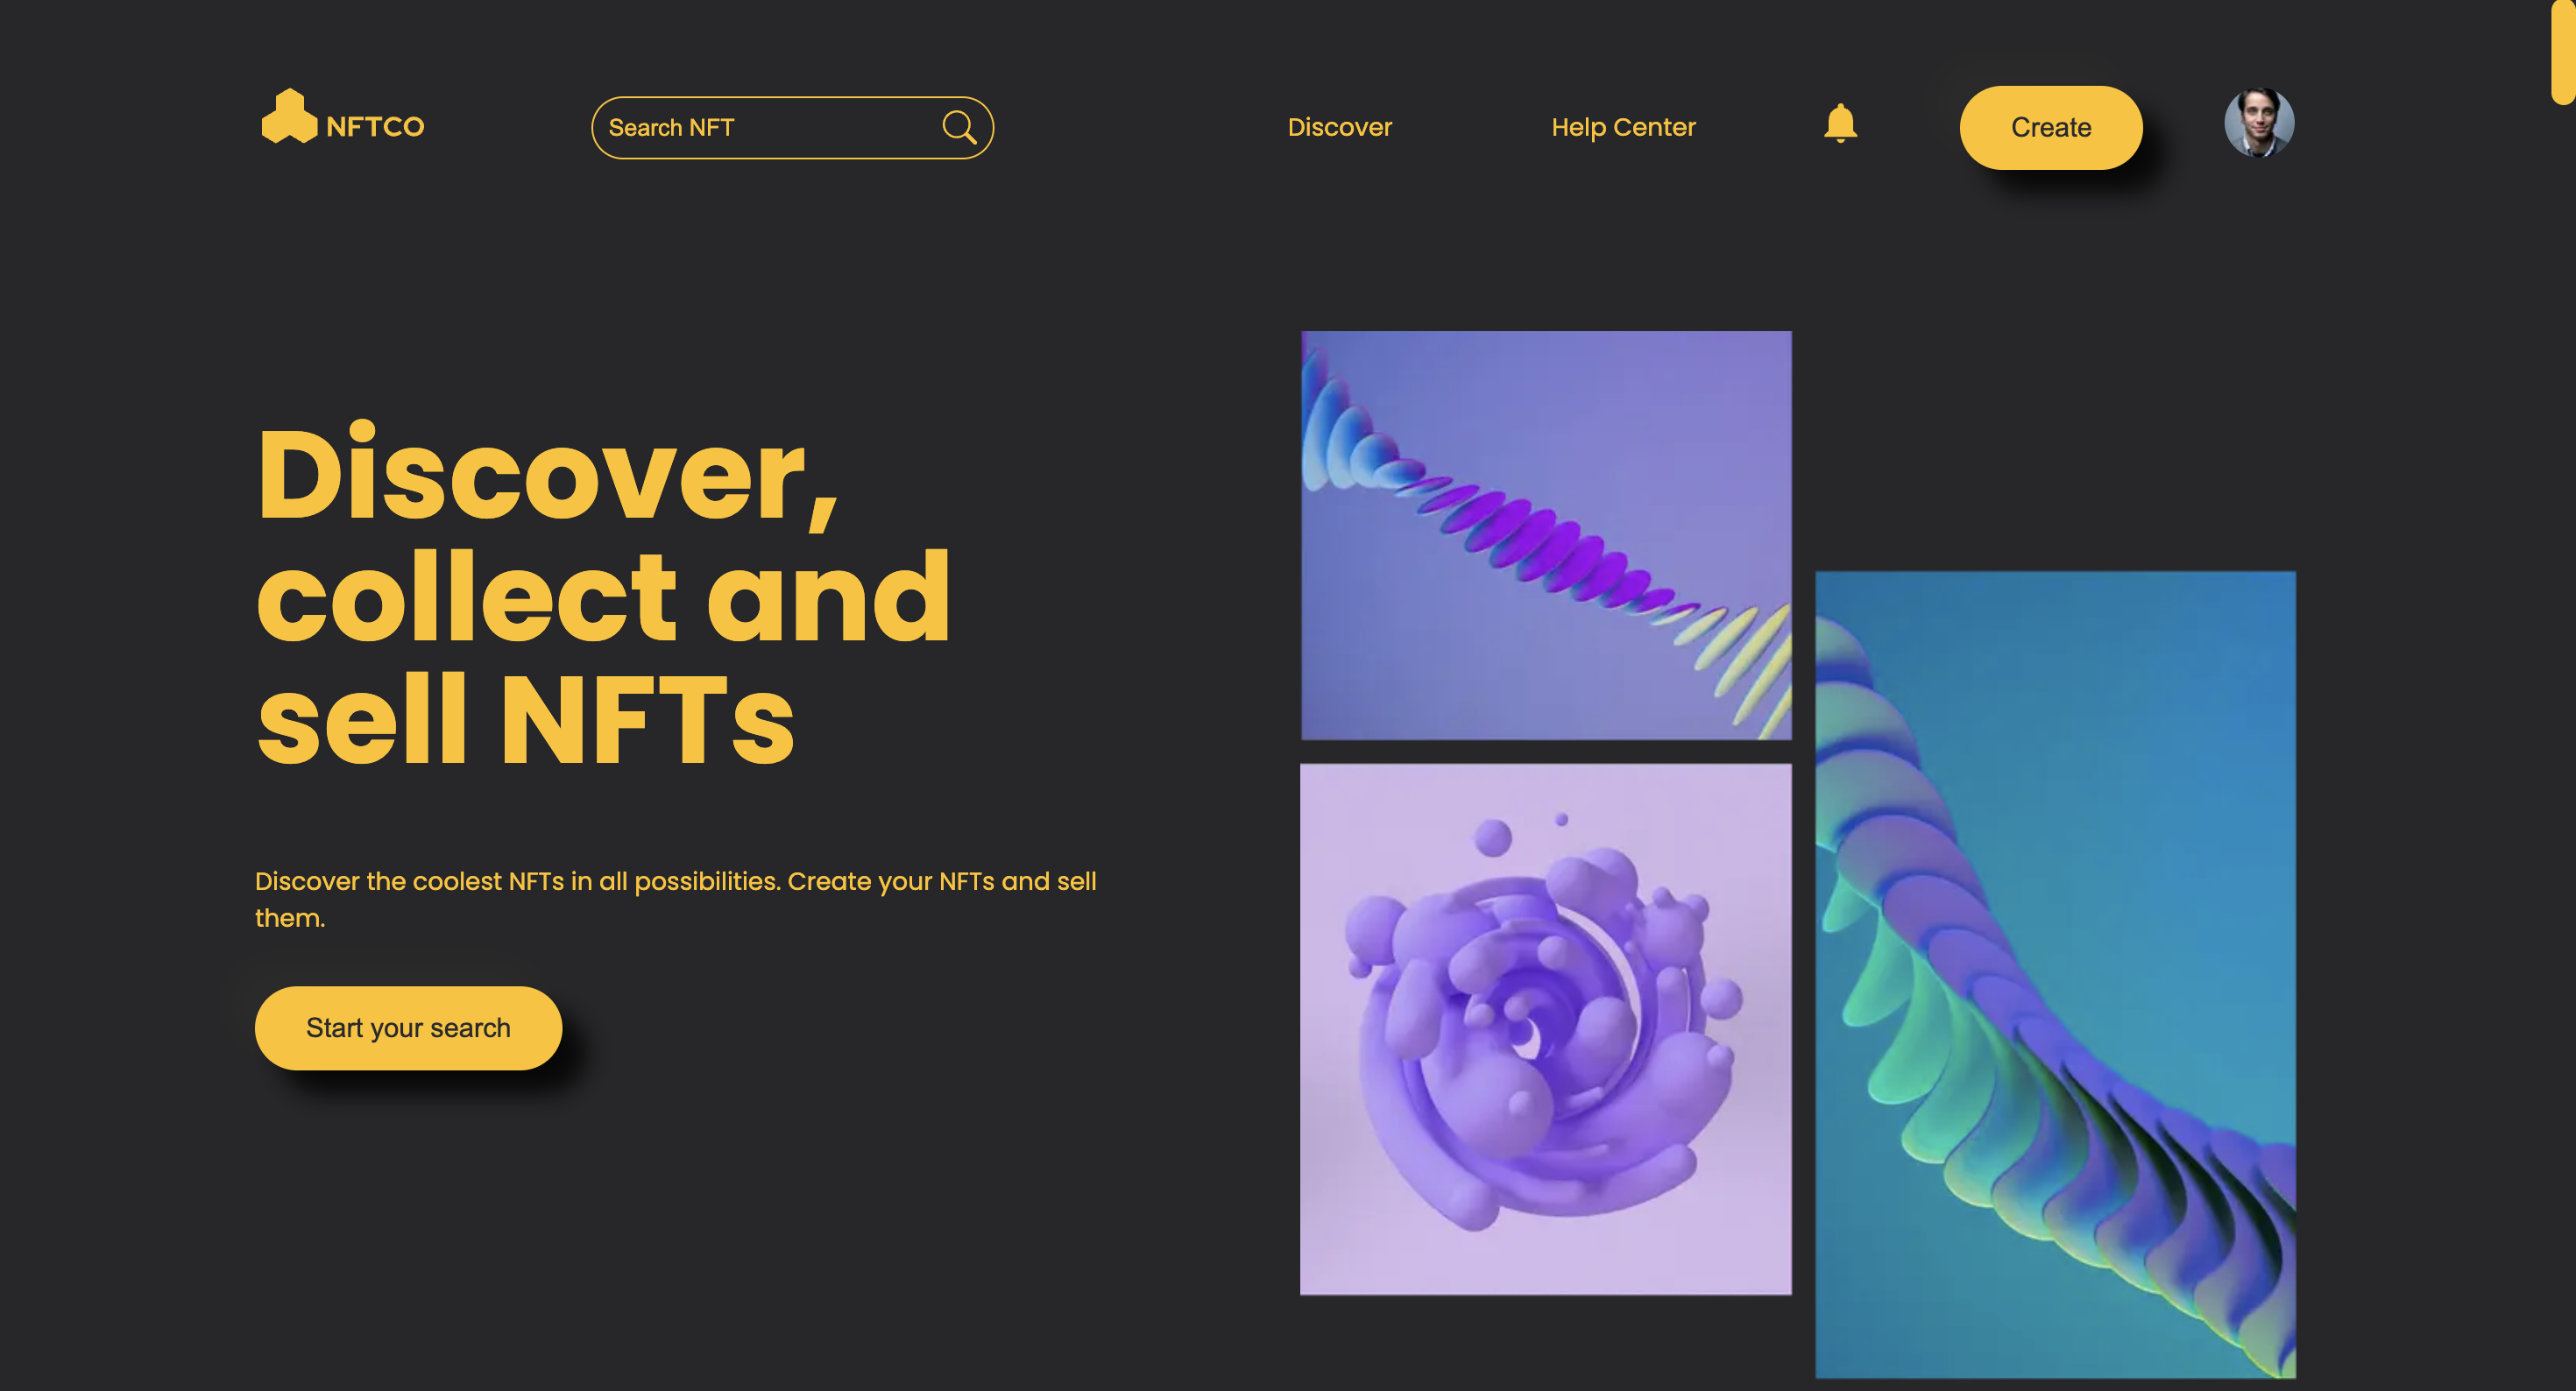 NFTCO
Search NFT
Discover
Help Center
Create
Discover,
collect and
sell NFTs
Discover the coolest NFTs in all possibilities. Create your NFTs and sell
them.
Start your search